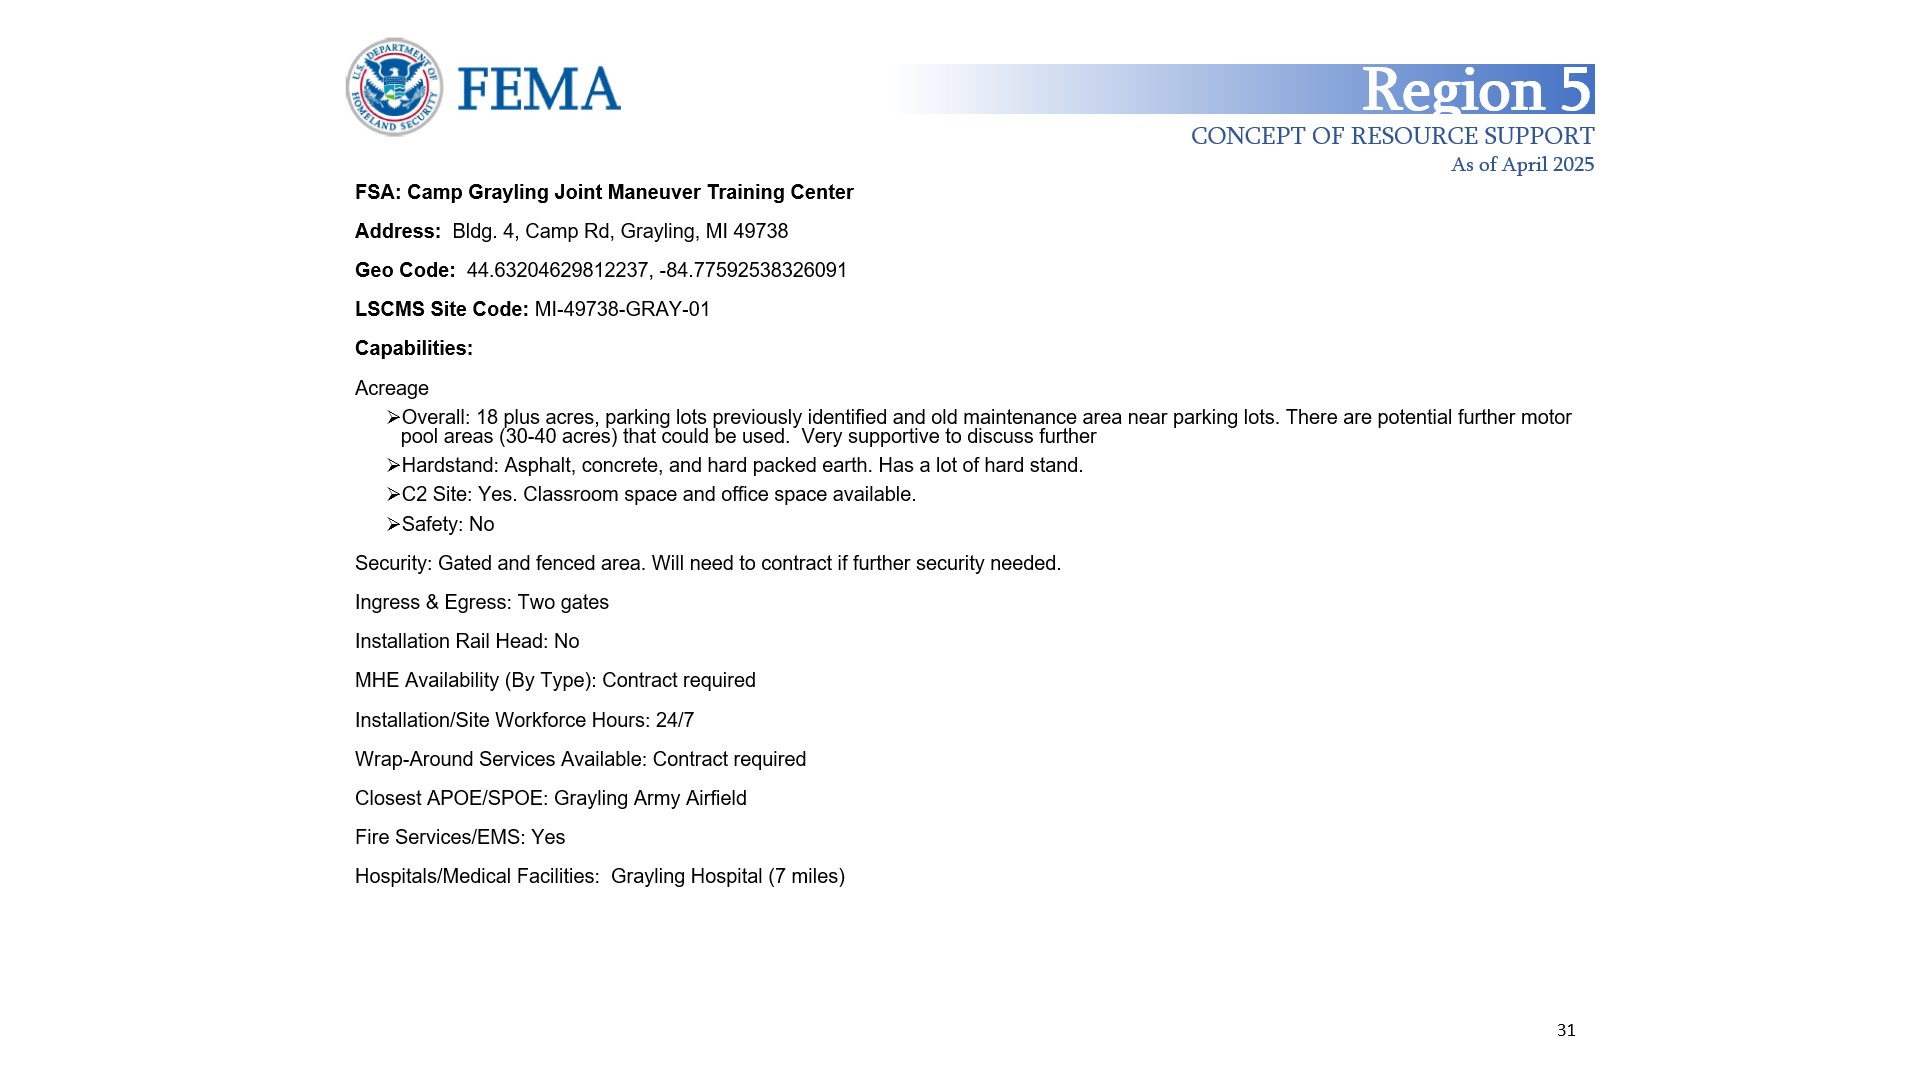 U.S. DEPARTMENT OF
HOMELAND SECURITY
FEMA
Region 5
CONCEPT OF RESOURCE SUPPORT
As of April 2025
FSA: Camp Grayling Joint Maneuver Training Center
Address:  Bldg. 4, Camp Rd, Grayling, MI 49738
Geo Code:  44.63204629812237, -84.77592538326091
LSCMS Site Code: MI-49738-GRAY-01
Capabilities:
Acreage
➢Overall: 18 plus acres, parking lots previously identified and old maintenance area near parking lots. There are potential further motor
pool areas (30-40 acres) that could be used.  Very supportive to discuss further
➢Hardstand: Asphalt, concrete, and hard packed earth. Has a lot of hard stand.
➢C2 Site: Yes. Classroom space and office space available.
➢Safety: No
Security: Gated and fenced area. Will need to contract if further security needed.
Ingress & Egress: Two gates
Installation Rail Head: No
MHE Availability (By Type): Contract required
Installation/Site Workforce Hours: 24/7
Wrap-Around Services Available: Contract required
Closest APOE/SPOE: Grayling Army Airfield
Fire Services/EMS: Yes
Hospitals/Medical Facilities:  Grayling Hospital (7 miles)
31